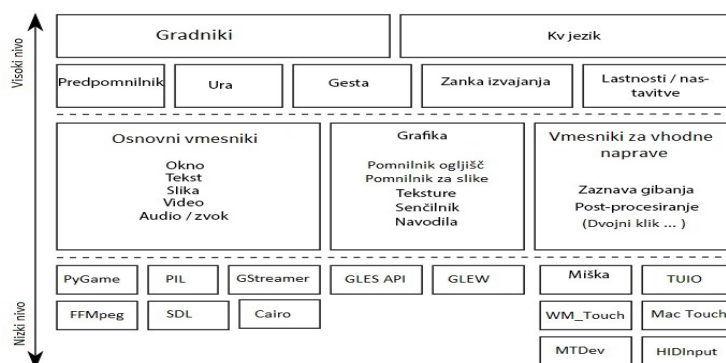 Visoki nivo
Gradniki
Kv jezik
Predpomnilnik
Ura
Gesta
Zanka izvajanja
Lastnosti / nas-
tavitve
Osnovni vmesniki
Okno
Tekst
Slika
Video
Audio / zvok
Grafika
Pomnilnik ogljišč
Pomnilnik za slike
Teksture
Senčilnik
Navodila
Vmesniki za vhodne
naprave
Zaznava gibanja
Post-procesiranje
(Dvojni klik ... )
PyGame
PIL
GStreamer
GLES API
GLEW
Miška
TUIO
FFMpeg
SDL
Cairo
WM_Touch
Mac Touch
MTDev
HIDInput
Nizki nivo